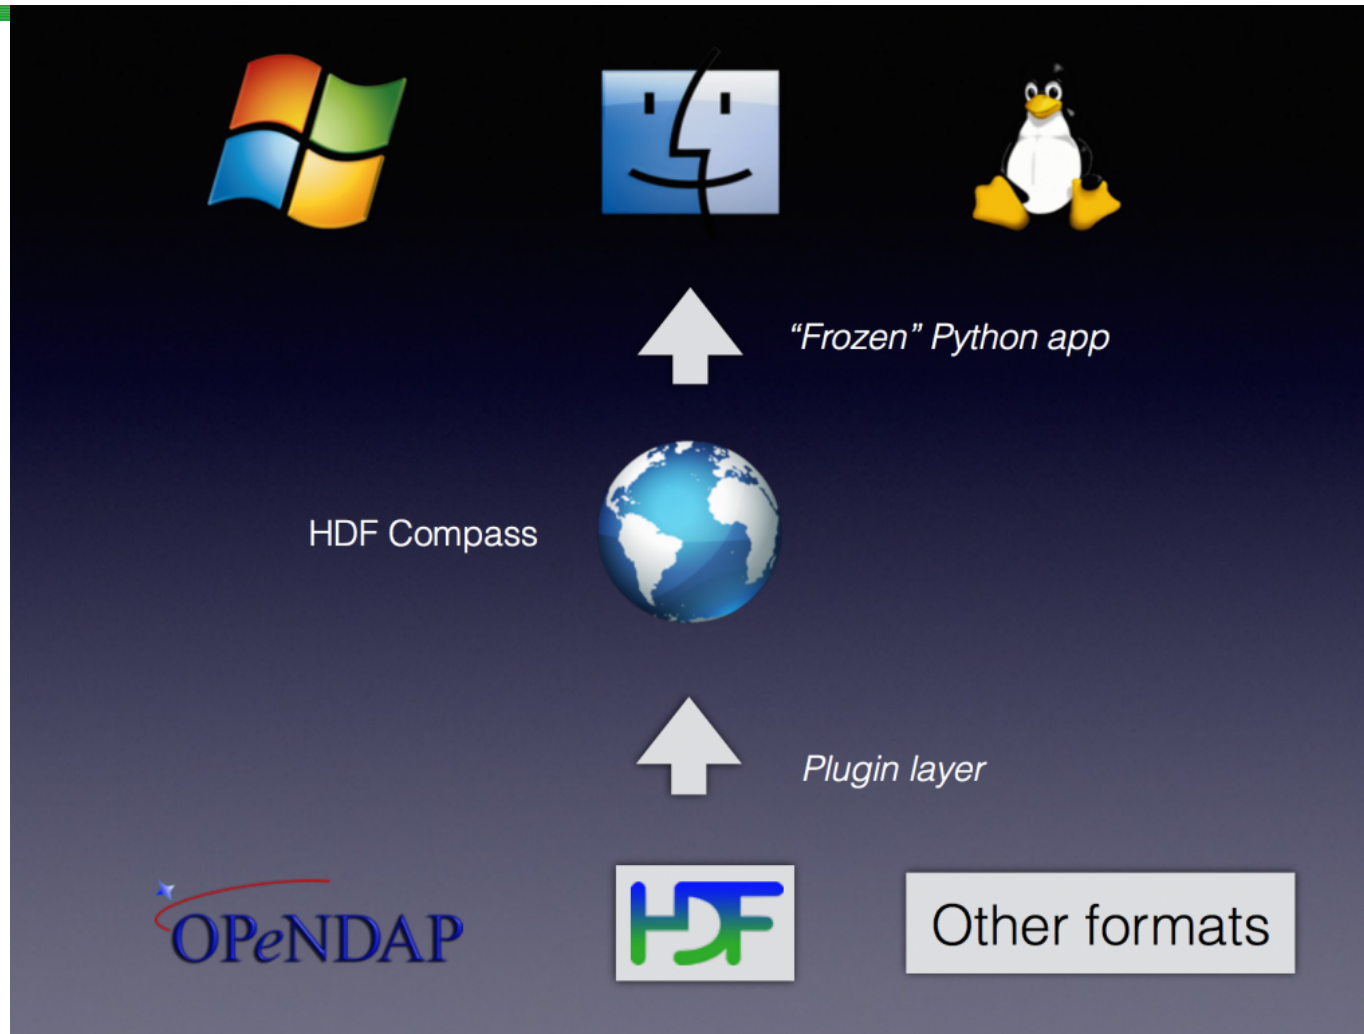 “Frozen” Python app
HDF Compass
Plugin layer
OPeNDAP
HDF
Other formats